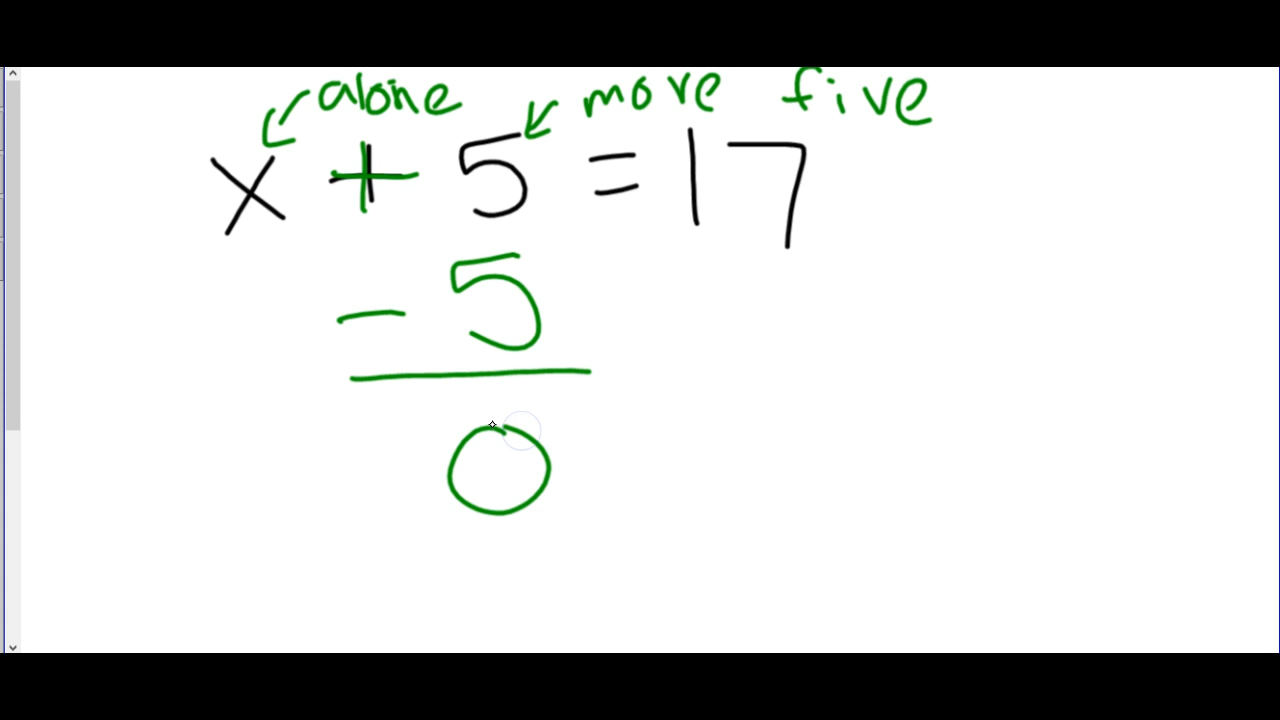 alone more five
x + 5 = 17
- 5
0